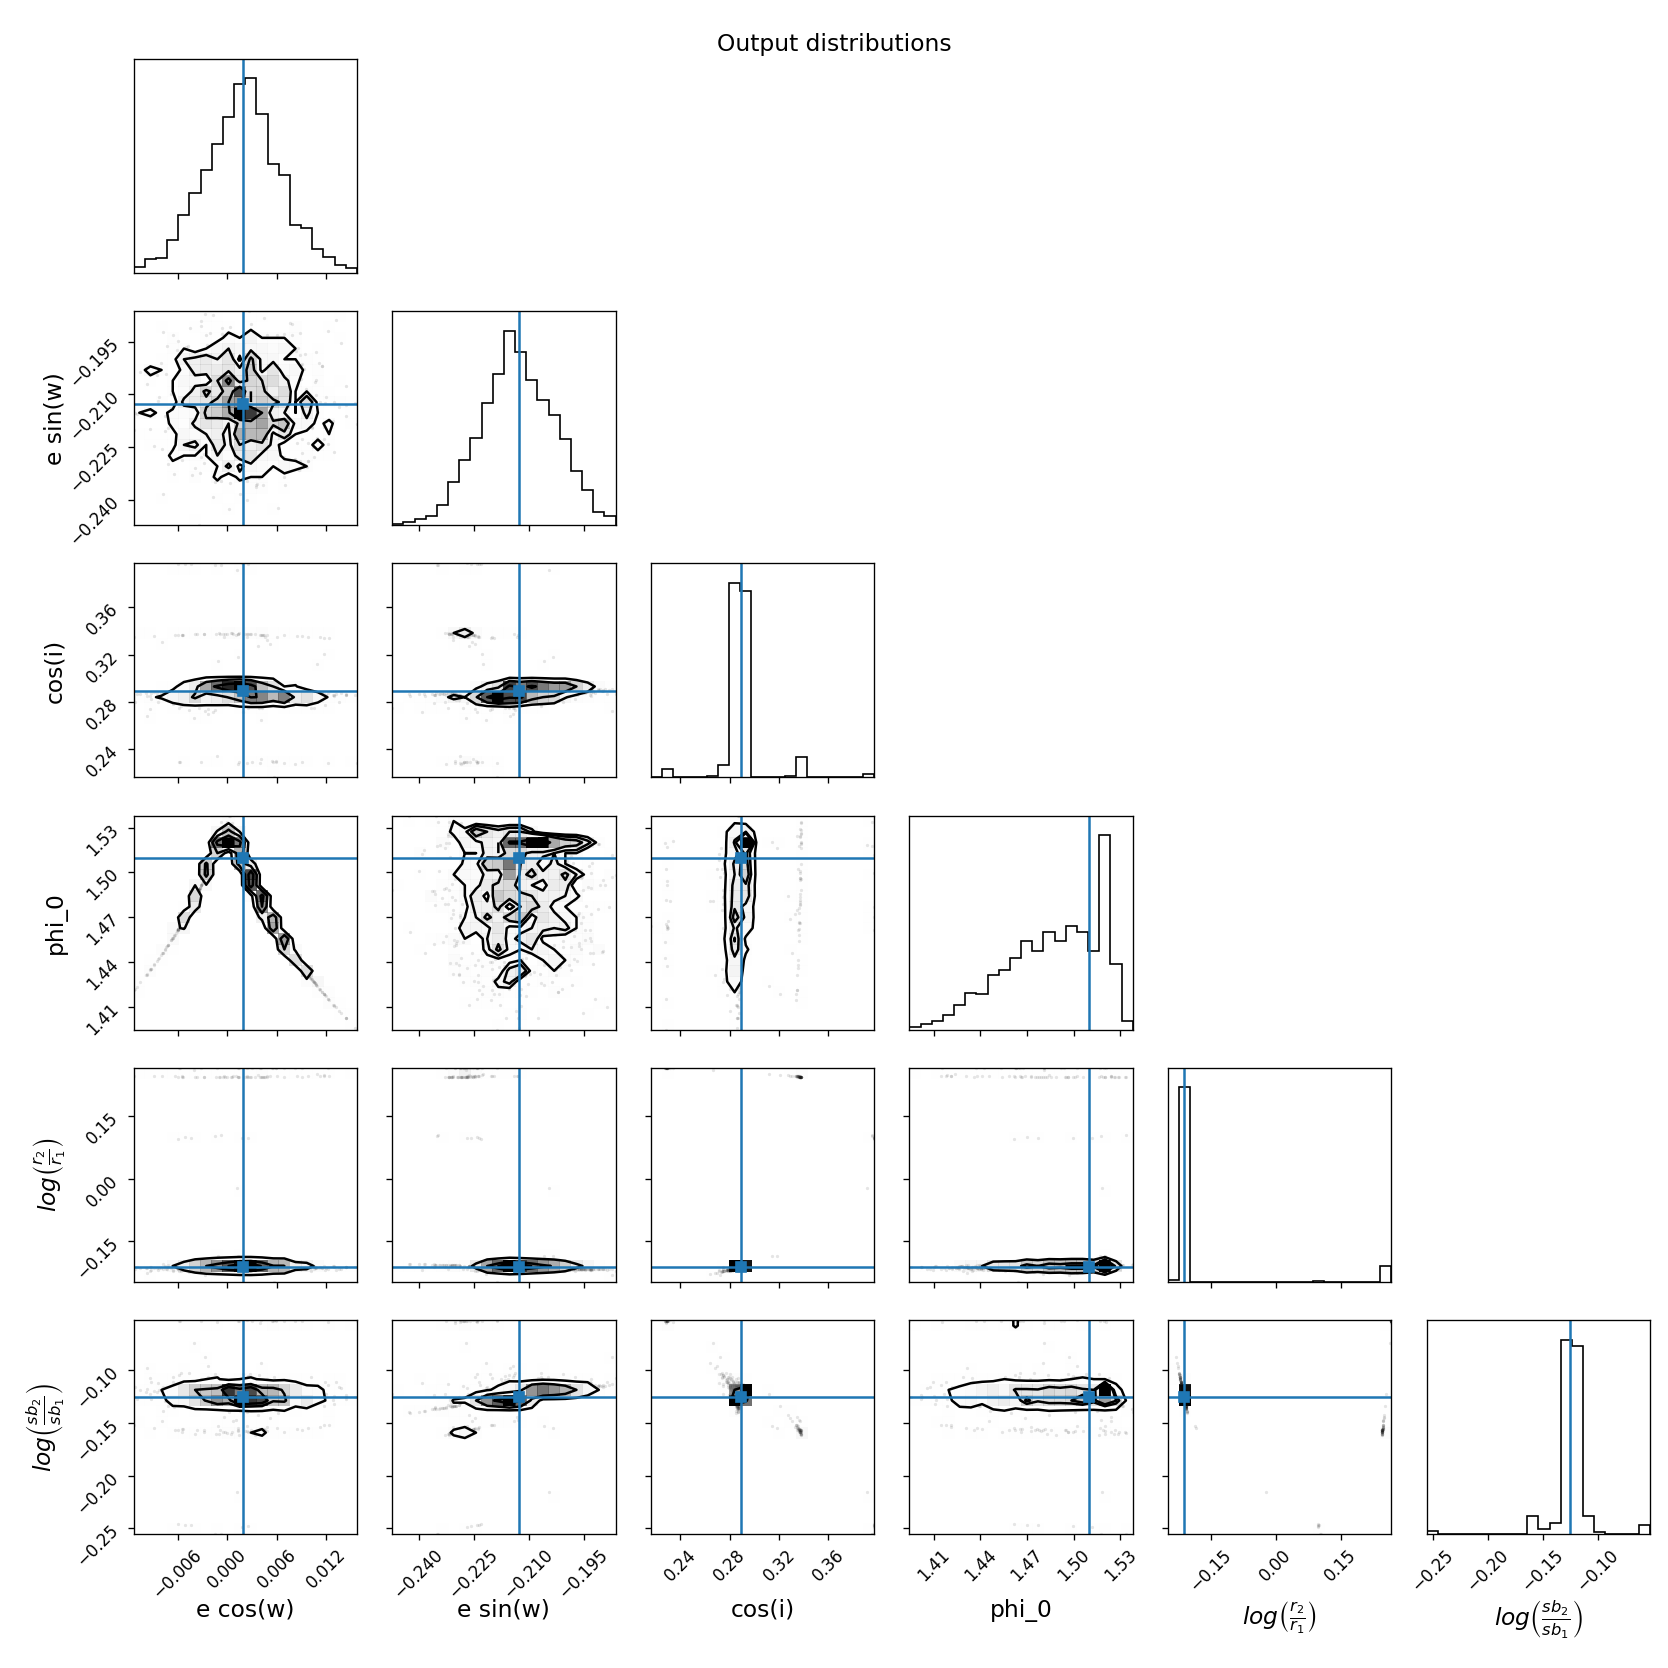 Output distributions
e sin(w)
−0.195
−0.210
−0.225
−0.240
cos(i)
0.36
0.32
0.28
0.24
phi_0
1.53
1.50
1.47
1.44
1.41
log(r2/r1)
0.15
0.00
−0.15
log(sb2/sb1)
−0.10
−0.15
−0.20
−0.25
−0.006 0.000 0.006 0.012
−0.240 −0.225 −0.210 −0.195
0.24 0.28 0.32 0.36
1.41 1.44 1.47 1.50 1.53
−0.15 0.00 0.15
−0.25 −0.20 −0.15 −0.10
e cos(w)
e sin(w)
cos(i)
phi_0
log(r2/r1)
log(sb2/sb1)